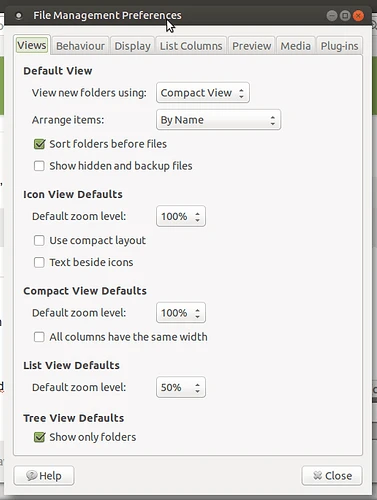 File Management Preferences
Views Behaviour Display List Columns Preview Media Plug-ins
Default View
View new folders using: Compact View
Arrange items: By Name
Sort folders before files
Show hidden and backup files
Icon View Defaults
Default zoom level: 100%
Use compact layout
Text beside icons
Compact View Defaults
Default zoom level: 100%
All columns have the same width
List View Defaults
Default zoom level: 50%
Tree View Defaults
Show only folders
Help Close